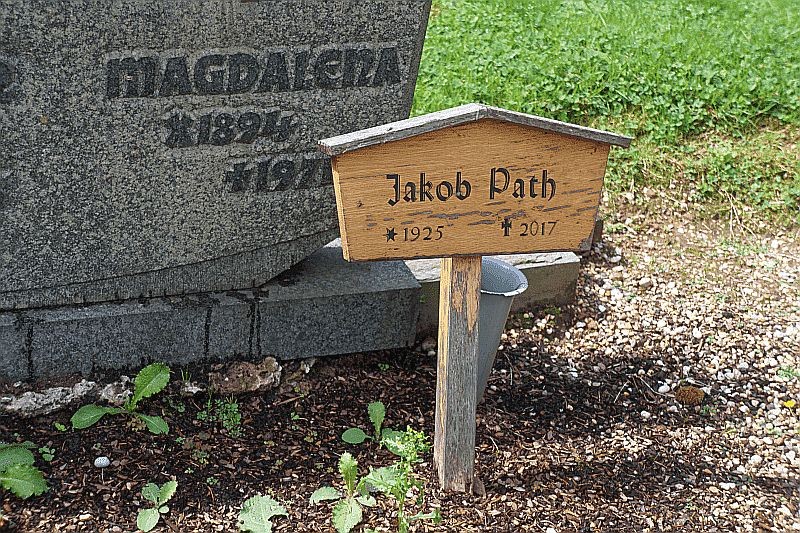 MAGDALENA
* 1894
Jakob Path
* 1925 † 2017